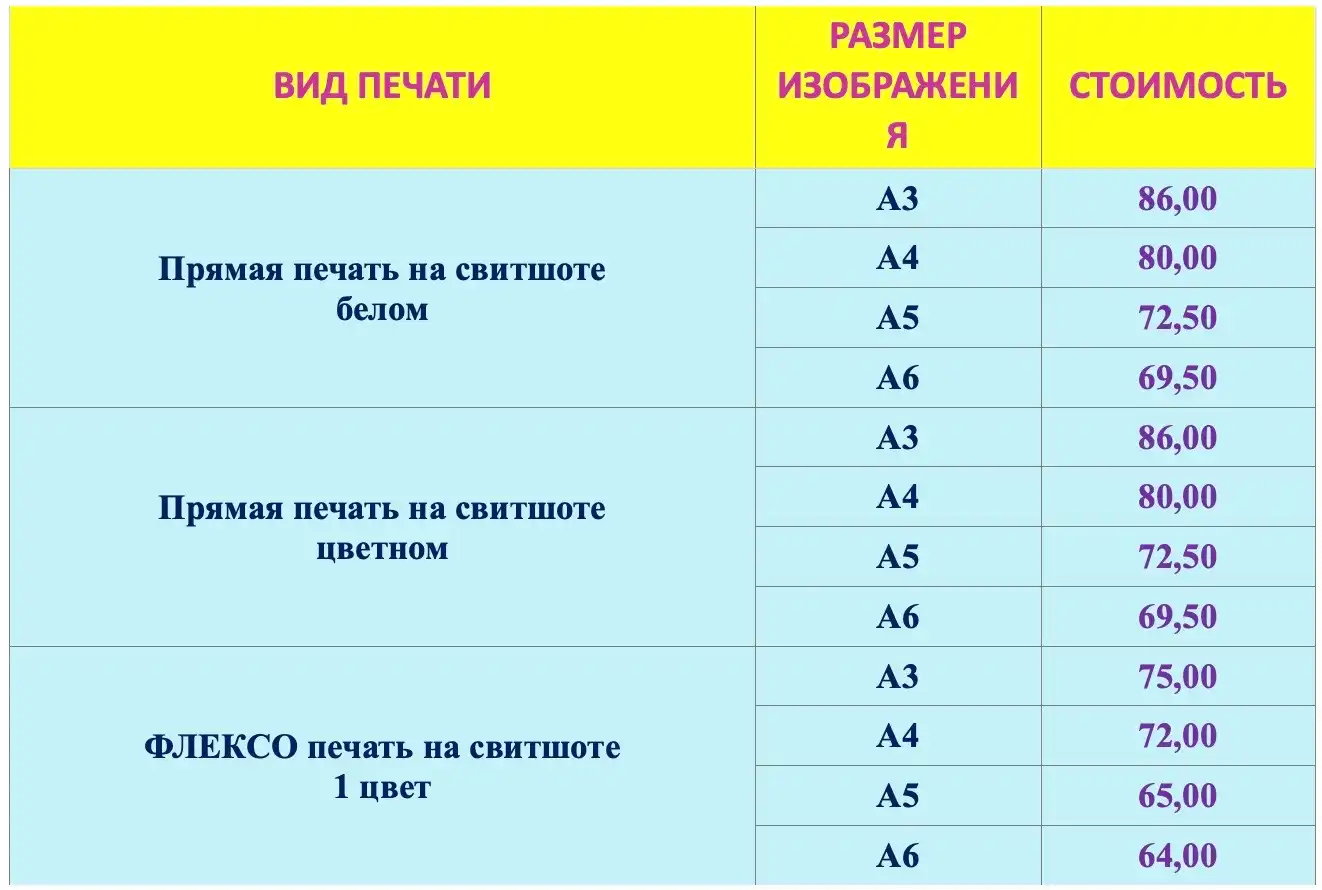 ВИД ПЕЧАТИ
РАЗМЕР
ИЗОБРАЖЕНИ
Я
СТОИМОСТЬ
Прямая печать на свитшоте
белом
А3 86,00
А4 80,00
А5 72,50
А6 69,50
Прямая печать на свитшоте
цветном
А3 86,00
А4 80,00
А5 72,50
А6 69,50
ФЛЕКСО печать на свитшоте
1 цвет
А3 75,00
А4 72,00
А5 65,00
А6 64,00